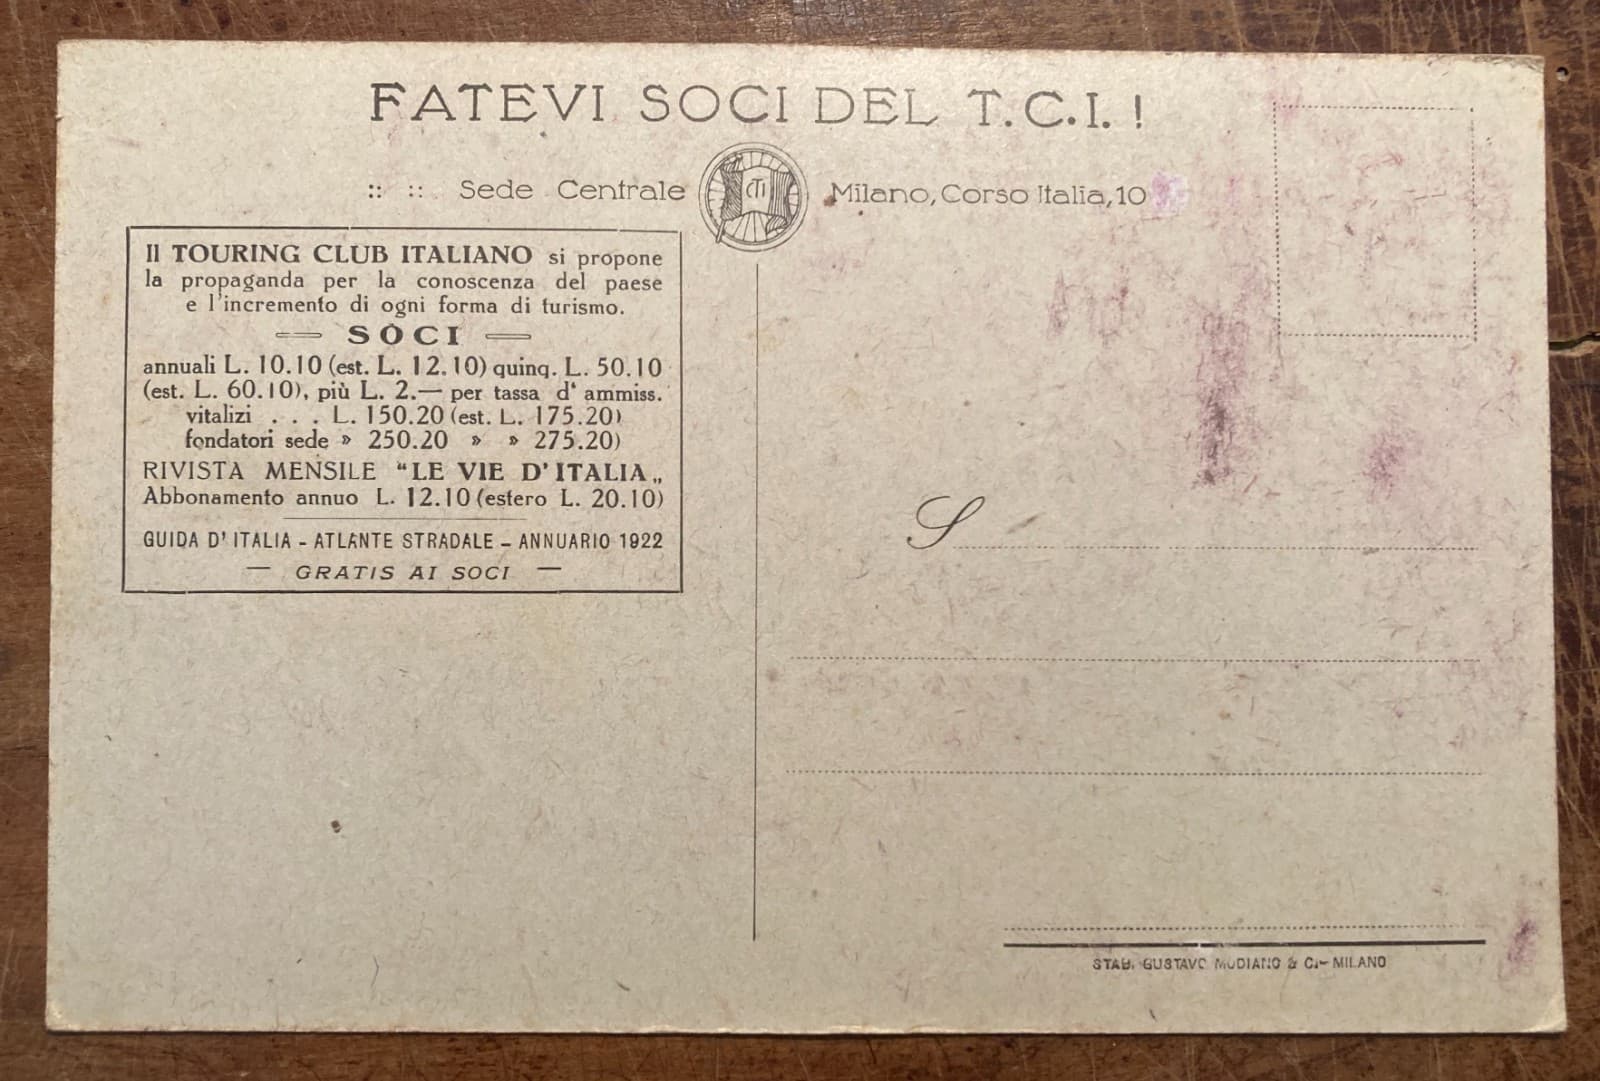 FATEVI SOCI DEL T.C.I. !
:: :: Sede Centrale
CTI
Milano, Corso Italia, 10
Il TOURING CLUB ITALIANO si propone
la propaganda per la conoscenza del paese
e l'incremento di ogni forma di turismo.
SOCI
annuali L. 10.10 (est. L. 12.10) quinq. L. 50.10
(est. L. 60.10), più L. 2.— per tassa d' ammiss.
vitalizi . . . L. 150.20 (est. L. 175.20)
fondatori sede » 250.20 » » 275.20)
RIVISTA MENSILE "LE VIE D'ITALIA„
Abbonamento annuo L. 12.10 (estero L. 20.10)
GUIDA D'ITALIA - ATLANTE STRADALE - ANNUARIO 1922
— GRATIS AI SOCI —
S
STAB. GUSTAVO MODIANO & C.- MILANO